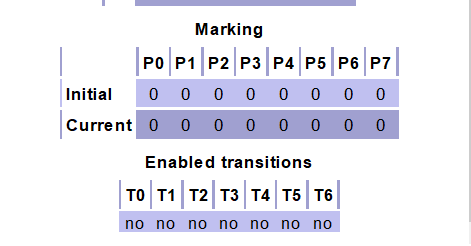 Marking
P0 P1 P2 P3 P4 P5 P6 P7
Initial 0 0 0 0 0 0 0 0
Current 0 0 0 0 0 0 0 0
Enabled transitions
T0 T1 T2 T3 T4 T5 T6
no no no no no no no